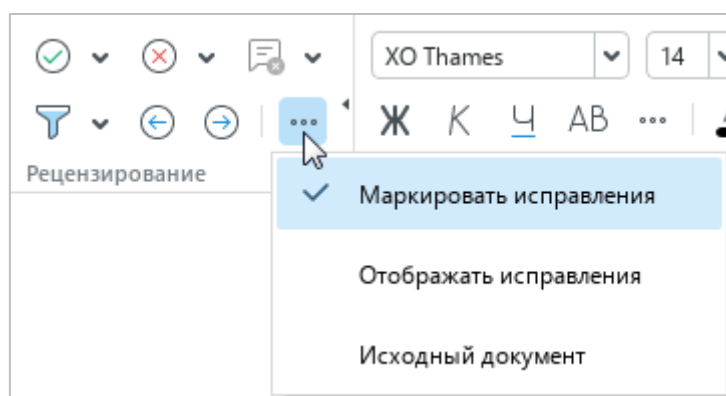 XO Thames
14
Ж К Ч АВ
Рецензирование
Маркировать исправления
Отображать исправления
Исходный документ